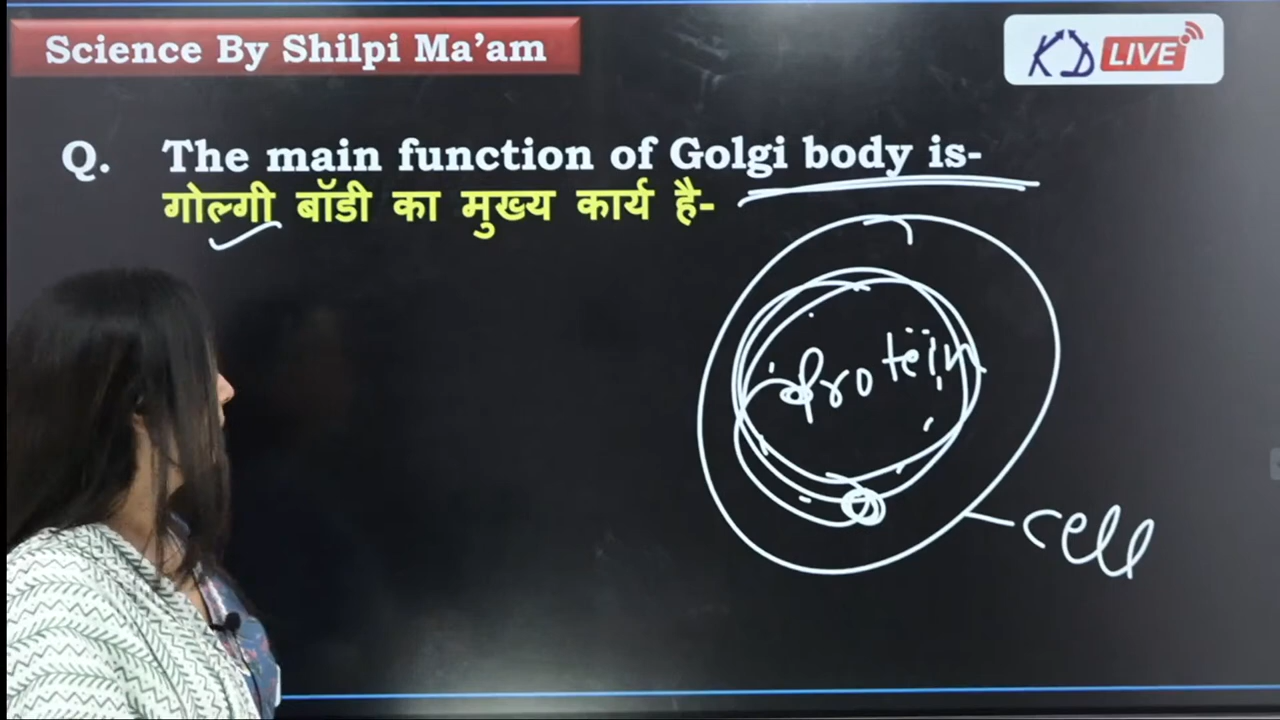 Science By Shilpi Ma’am
KD LIVE
Q. The main function of Golgi body is-
गोल्गी बॉडी का मुख्य कार्य है-
Protein
cell